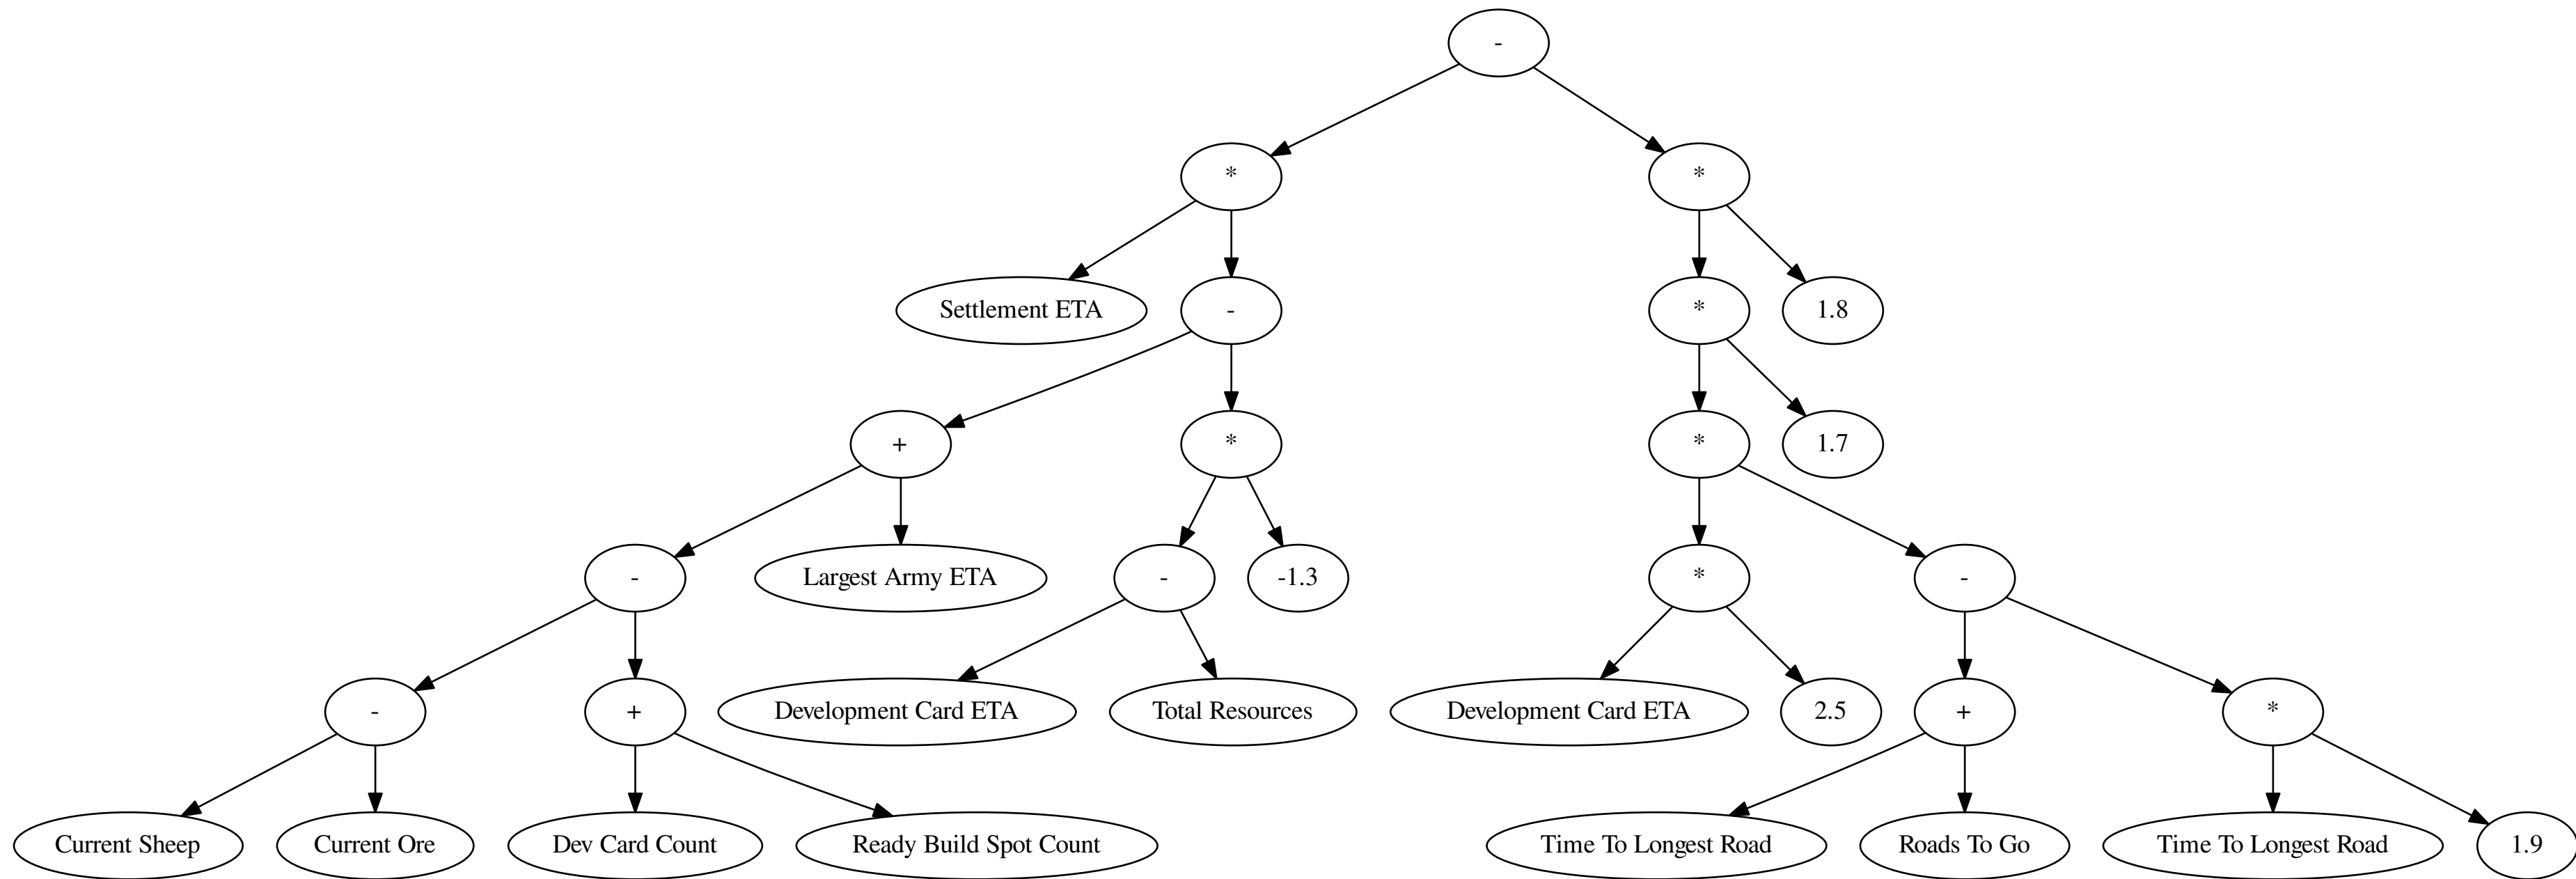 -
*
*
Settlement ETA
-
*
1.8
+
*
*
1.7
-
Largest Army ETA
-
-1.3
*
-
-
+
Development Card ETA
Total Resources
Development Card ETA
2.5
+
*
Current Sheep
Current Ore
Dev Card Count
Ready Build Spot Count
Time To Longest Road
Roads To Go
Time To Longest Road
1.9